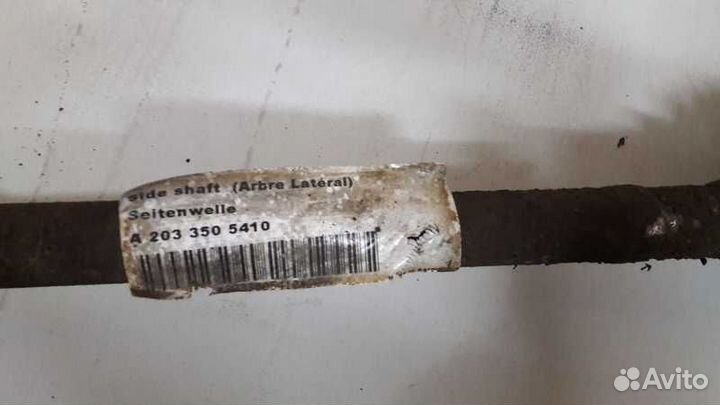 side shaft (Arbre Latéral)
Seitenwelle
A 203 350 5410
Avito